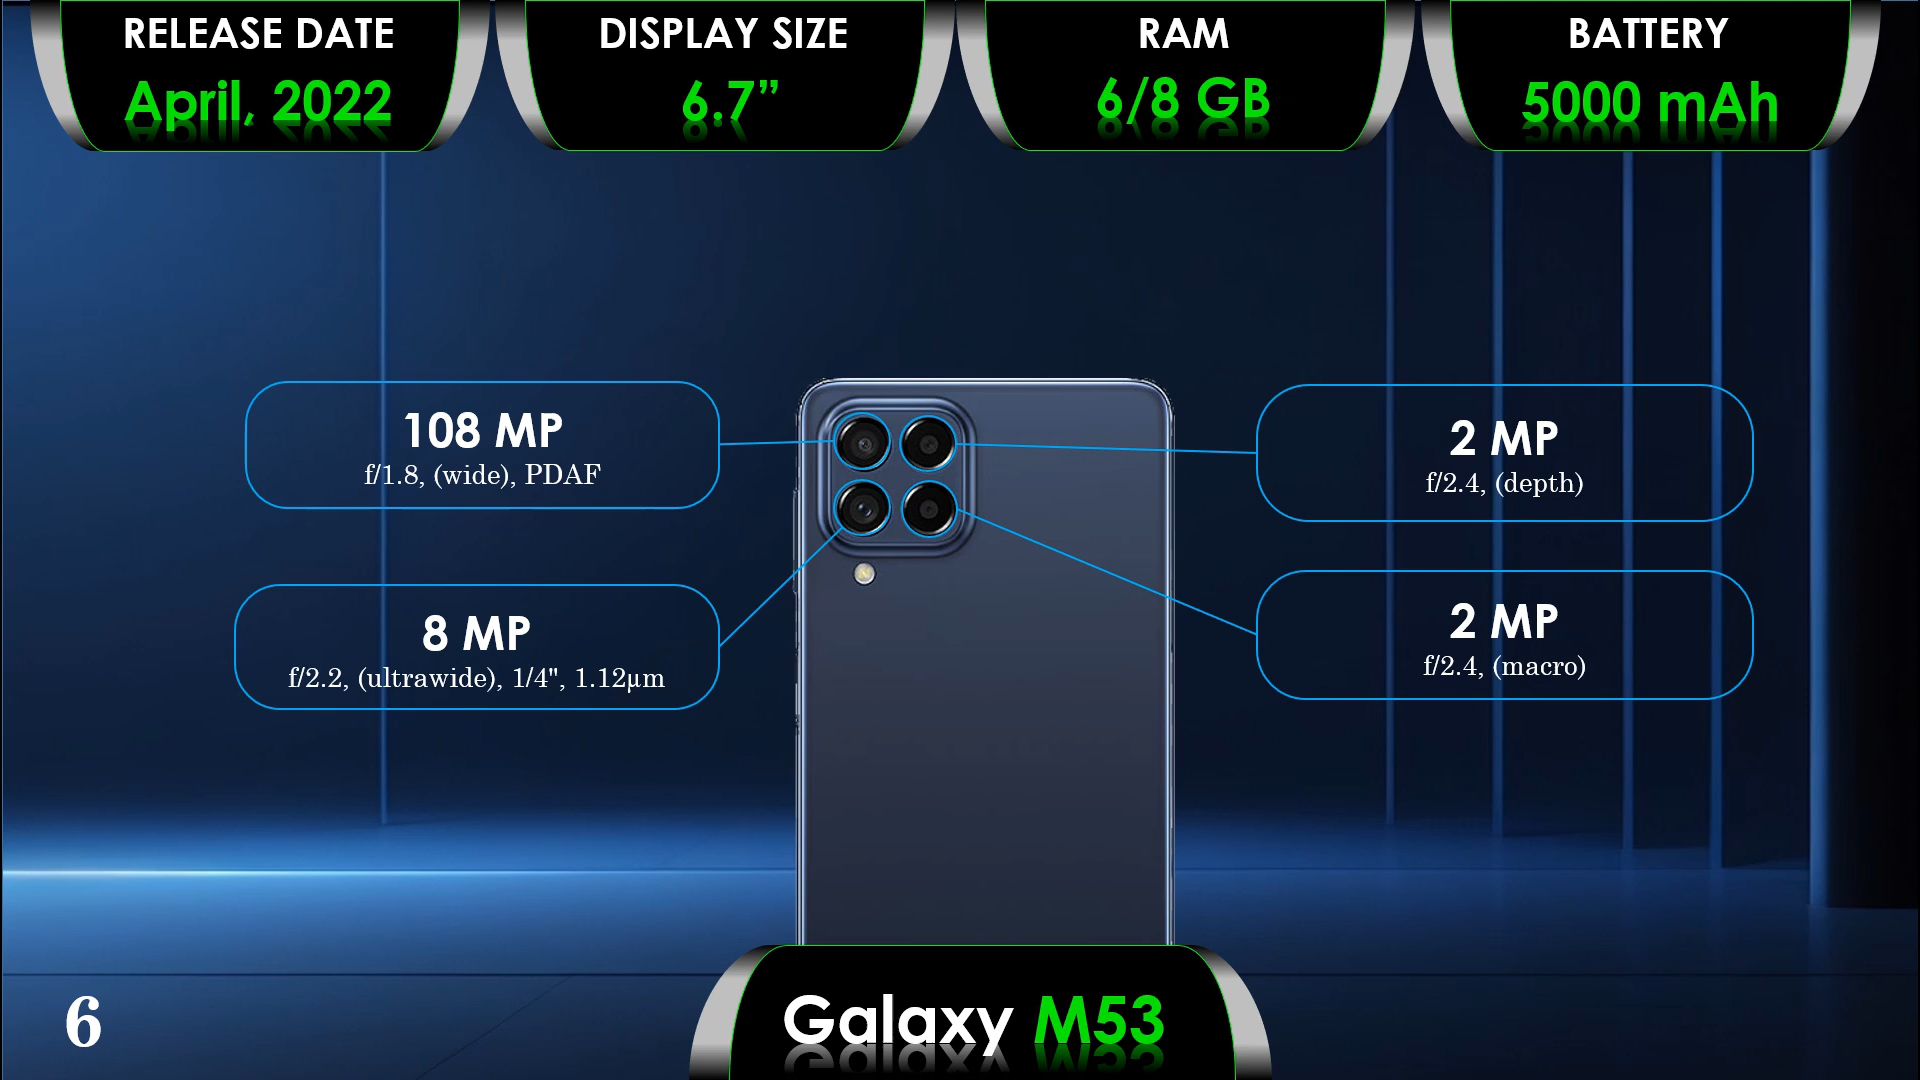 RELEASE DATE
April, 2022
DISPLAY SIZE
6.7”
RAM
6/8 GB
BATTERY
5000 mAh
108 MP
f/1.8, (wide), PDAF
8 MP
f/2.2, (ultrawide), 1/4", 1.12µm
2 MP
f/2.4, (depth)
2 MP
f/2.4, (macro)
6
Galaxy M53